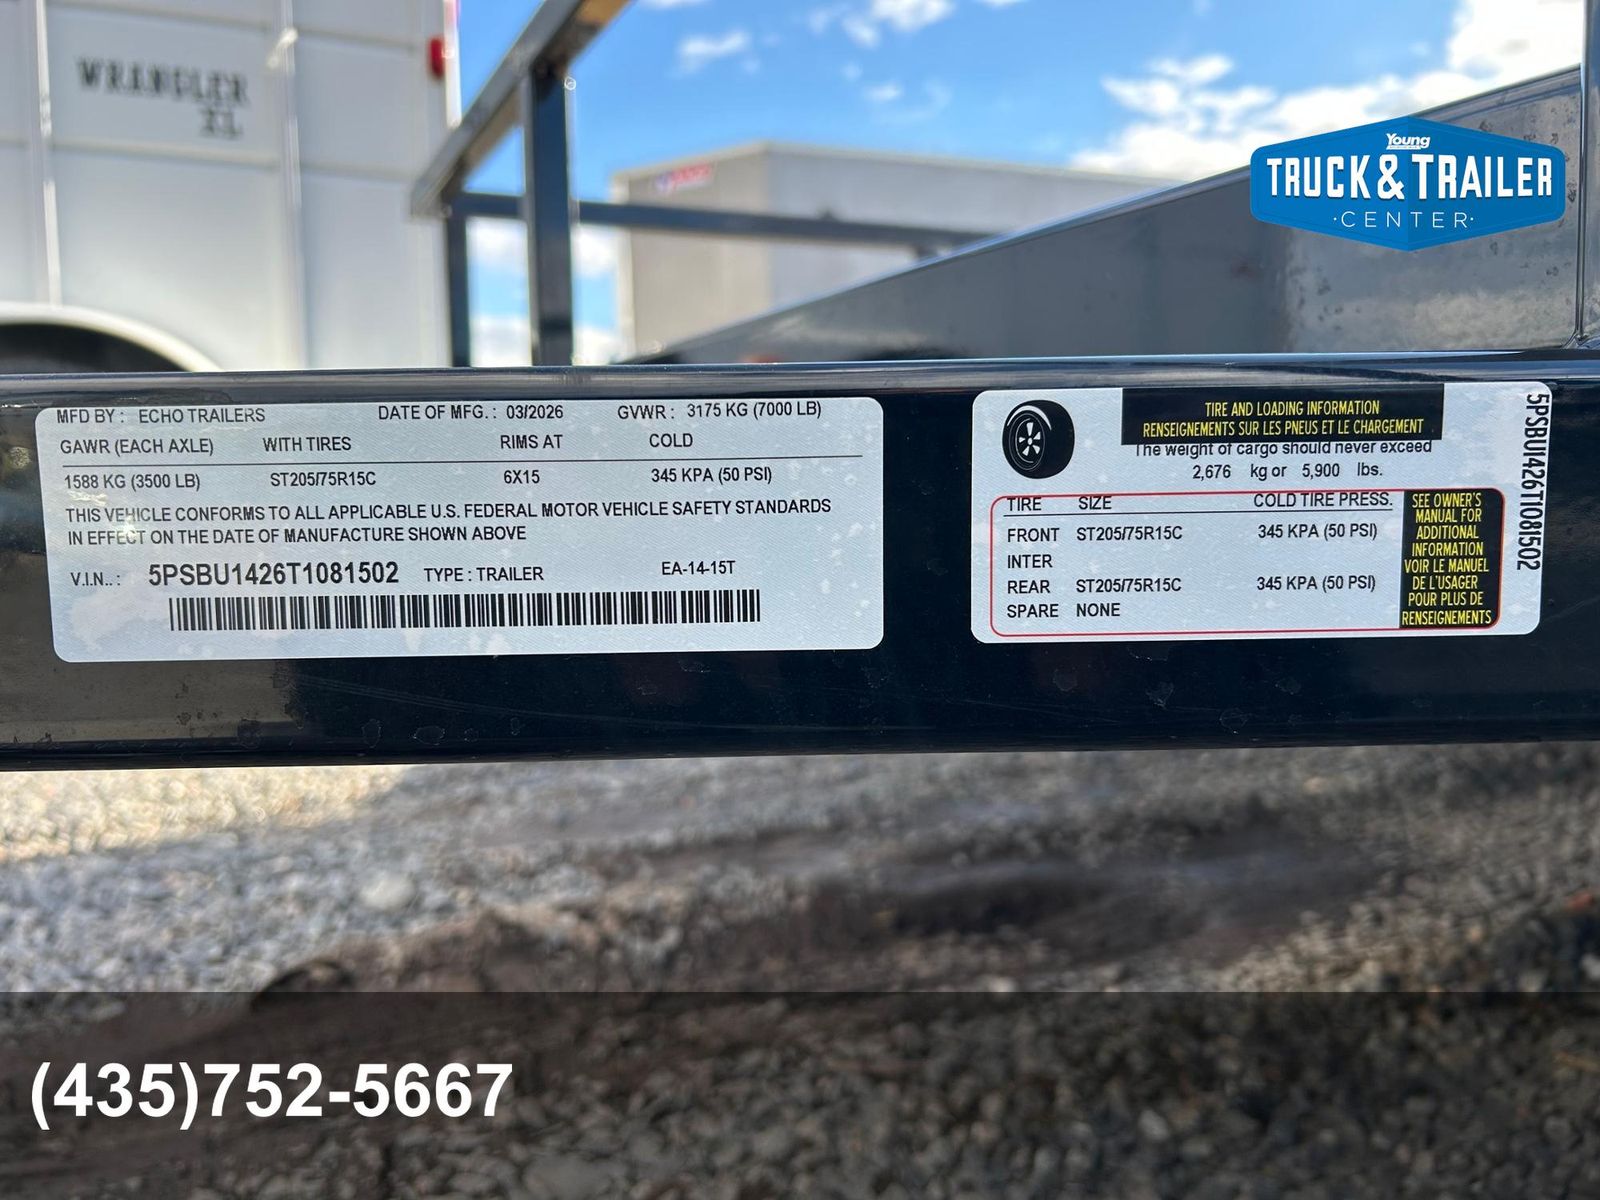 WRANGLER
XL
Young
TRUCK & TRAILER
·CENTER·
MFD BY : ECHO TRAILERS DATE OF MFG. : 03/2026 GVWR : 3175 KG (7000 LB)
GAWR (EACH AXLE) WITH TIRES RIMS AT COLD
1588 KG (3500 LB) ST205/75R15C 6X15 345 KPA (50 PSI)
THIS VEHICLE CONFORMS TO ALL APPLICABLE U.S. FEDERAL MOTOR VEHICLE SAFETY STANDARDS
IN EFFECT ON THE DATE OF MANUFACTURE SHOWN ABOVE
V.I.N.. : 5PSBU1426T1081502 TYPE : TRAILER EA-14-15T
TIRE AND LOADING INFORMATION
RENSEIGNEMENTS SUR LES PNEUS ET LE CHARGEMENT
The weight of cargo should never exceed
2,676 kg or 5,900 lbs.
TIRE SIZE COLD TIRE PRESS.
FRONT ST205/75R15C 345 KPA (50 PSI)
INTER
REAR ST205/75R15C 345 KPA (50 PSI)
SPARE NONE
SEE OWNER'S
MANUAL FOR
ADDITIONAL
INFORMATION
VOIR LE MANUEL
DE L'USAGER
POUR PLUS DE
RENSEIGNEMENTS
5PSBU1426T1081502
(435)752-5667